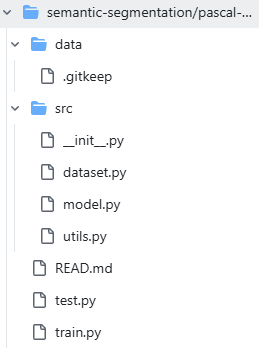 semantic-segmentation/pascal-...
data
.gitkeep
src
__init__.py
dataset.py
model.py
utils.py
READ.md
test.py
train.py